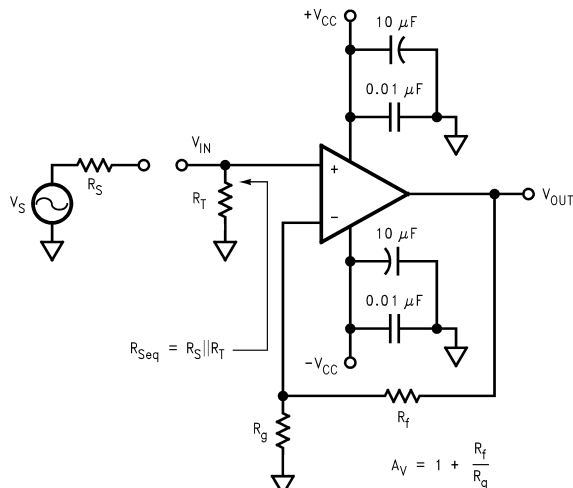 +V_CC
10 μF
0.01 μF
V_IN
R_S
V_S
R_T
+
−
V_OUT
10 μF
0.01 μF
R_Seq = R_S||R_T
−V_CC
R_f
R_g
A_V = 1 + R_f/R_g